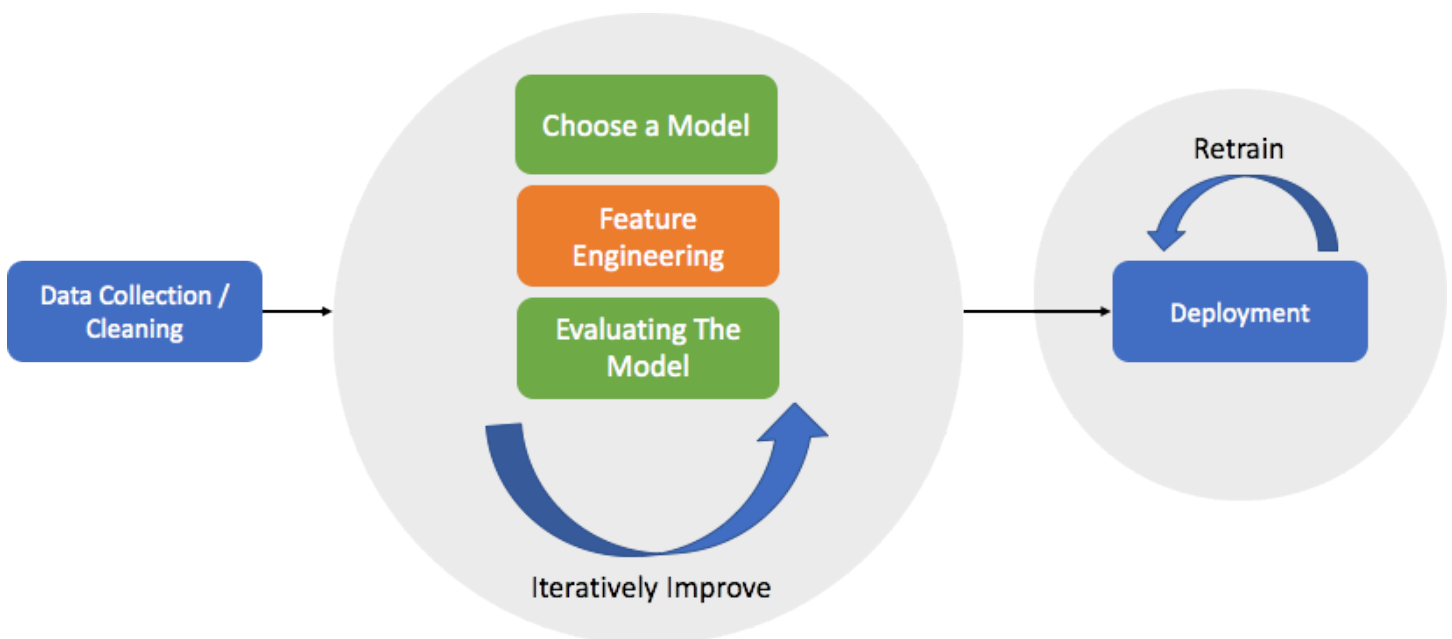 Data Collection /
Cleaning
Choose a Model
Feature
Engineering
Evaluating The
Model
Iteratively Improve
Retrain
Deployment